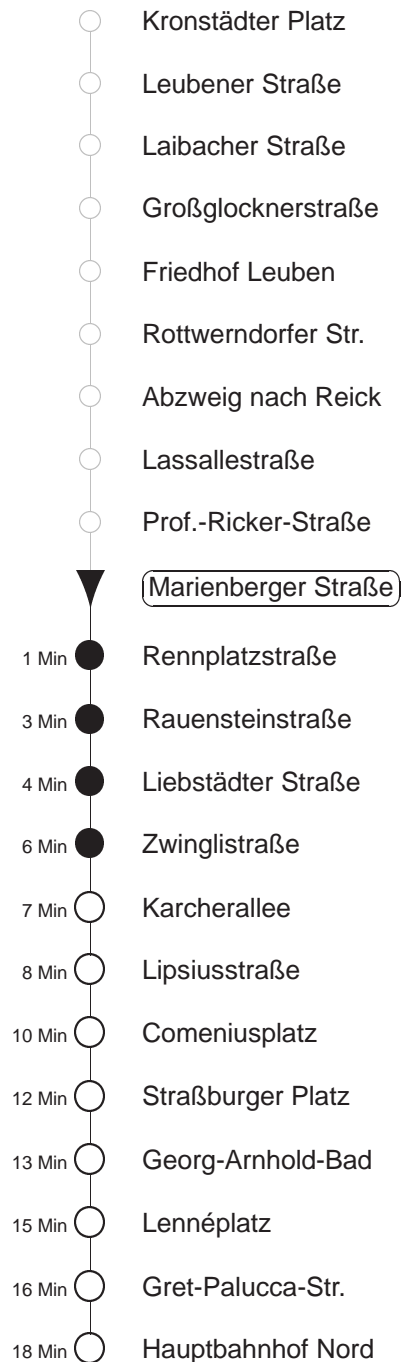 Kronstädter Platz
Leubener Straße
Laibacher Straße
Großglocknerstraße
Friedhof Leuben
Rottwerndorfer Str.
Abzweig nach Reick
Lassallestraße
Prof.-Ricker-Straße
Marienberger Straße
1 Min Rennplatzstraße
3 Min Rauensteinstraße
4 Min Liebstädter Straße
6 Min Zwinglistraße
7 Min Karcherallee
8 Min Lipsiusstraße
10 Min Comeniusplatz
12 Min Straßburger Platz
13 Min Georg-Arnhold-Bad
15 Min Lennéplatz
16 Min Gret-Palucca-Str.
18 Min Hauptbahnhof Nord